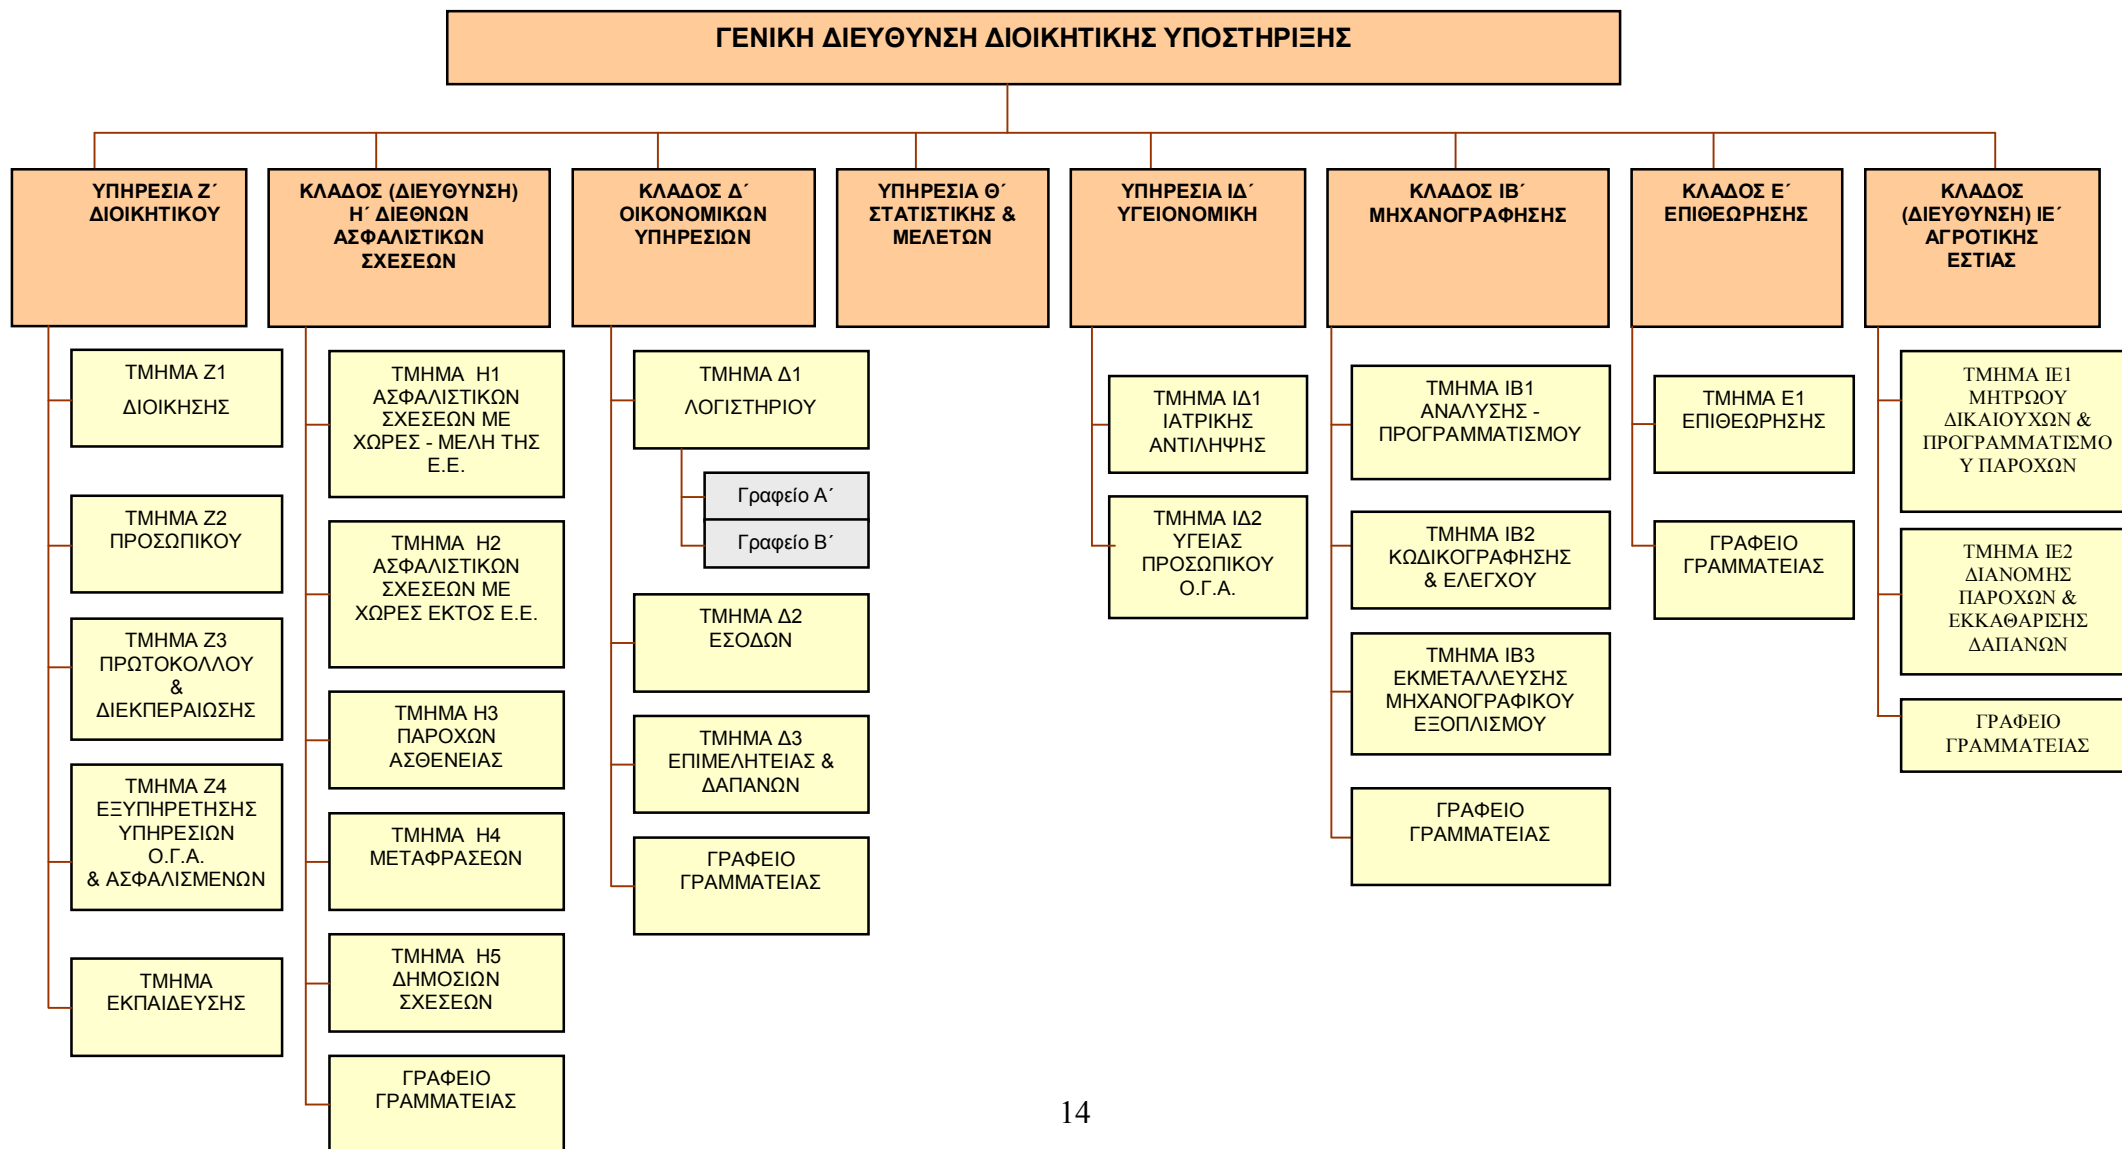 ΓΕΝΙΚΗ ΔΙΕΥΘΥΝΣΗ ΔΙΟΙΚΗΤΙΚΗΣ ΥΠΟΣΤΗΡΙΞΗΣ
ΥΠΗΡΕΣΙΑ Ζ΄
ΔΙΟΙΚΗΤΙΚΟΥ
ΚΛΑΔΟΣ (ΔΙΕΥΘΥΝΣΗ)
Η΄ ΔΙΕΘΝΩΝ
ΑΣΦΑΛΙΣΤΙΚΩΝ
ΣΧΕΣΕΩΝ
ΚΛΑΔΟΣ Δ΄
ΟΙΚΟΝΟΜΙΚΩΝ
ΥΠΗΡΕΣΙΩΝ
ΥΠΗΡΕΣΙΑ Θ΄
ΣΤΑΤΙΣΤΙΚΗΣ &
ΜΕΛΕΤΩΝ
ΥΠΗΡΕΣΙΑ ΙΔ΄
ΥΓΕΙΟΝΟΜΙΚΗ
ΚΛΑΔΟΣ ΙΒ΄
ΜΗΧΑΝΟΓΡΑΦΗΣΗΣ
ΚΛΑΔΟΣ Ε΄
ΕΠΙΘΕΩΡΗΣΗΣ
ΚΛΑΔΟΣ
(ΔΙΕΥΘΥΝΣΗ) ΙΕ΄
ΑΓΡΟΤΙΚΗΣ
ΕΣΤΙΑΣ
ΤΜΗΜΑ Ζ1
ΔΙΟΙΚΗΣΗΣ
ΤΜΗΜΑ Ζ2
ΠΡΟΣΩΠΙΚΟΥ
ΤΜΗΜΑ Ζ3
ΠΡΩΤΟΚΟΛΛΟΥ
&
ΔΙΕΚΠΕΡΑΙΩΣΗΣ
ΤΜΗΜΑ Ζ4
ΕΞΥΠΗΡΕΤΗΣΗΣ
ΥΠΗΡΕΣΙΩΝ
Ο.Γ.Α.
& ΑΣΦΑΛΙΣΜΕΝΩΝ
ΤΜΗΜΑ
ΕΚΠΑΙΔΕΥΣΗΣ
ΤΜΗΜΑ Η1
ΑΣΦΑΛΙΣΤΙΚΩΝ
ΣΧΕΣΕΩΝ ΜΕ
ΧΩΡΕΣ - ΜΕΛΗ ΤΗΣ
Ε.Ε.
ΤΜΗΜΑ Η2
ΑΣΦΑΛΙΣΤΙΚΩΝ
ΣΧΕΣΕΩΝ ΜΕ
ΧΩΡΕΣ ΕΚΤΟΣ Ε.Ε.
ΤΜΗΜΑ Η3
ΠΑΡΟΧΩΝ
ΑΣΘΕΝΕΙΑΣ
ΤΜΗΜΑ Η4
ΜΕΤΑΦΡΑΣΕΩΝ
ΤΜΗΜΑ Η5
ΔΗΜΟΣΙΩΝ
ΣΧΕΣΕΩΝ
ΓΡΑΦΕΙΟ
ΓΡΑΜΜΑΤΕΙΑΣ
ΤΜΗΜΑ Δ1
ΛΟΓΙΣΤΗΡΙΟΥ
Γραφείο Α΄
Γραφείο Β΄
ΤΜΗΜΑ Δ2
ΕΣΟΔΩΝ
ΤΜΗΜΑ Δ3
ΕΠΙΜΕΛΗΤΕΙΑΣ &
ΔΑΠΑΝΩΝ
ΓΡΑΦΕΙΟ
ΓΡΑΜΜΑΤΕΙΑΣ
ΤΜΗΜΑ ΙΔ1
ΙΑΤΡΙΚΗΣ
ΑΝΤΙΛΗΨΗΣ
ΤΜΗΜΑ ΙΔ2
ΥΓΕΙΑΣ
ΠΡΟΣΩΠΙΚΟΥ
Ο.Γ.Α.
ΤΜΗΜΑ ΙΒ1
ΑΝΑΛΥΣΗΣ -
ΠΡΟΓΡΑΜΜΑΤΙΣΜΟΥ
ΤΜΗΜΑ ΙΒ2
ΚΩΔΙΚΟΓΡΑΦΗΣΗΣ
& ΕΛΕΓΧΟΥ
ΤΜΗΜΑ ΙΒ3
ΕΚΜΕΤΑΛΛΕΥΣΗΣ
ΜΗΧΑΝΟΓΡΑΦΙΚΟΥ
ΕΞΟΠΛΙΣΜΟΥ
ΓΡΑΦΕΙΟ
ΓΡΑΜΜΑΤΕΙΑΣ
ΤΜΗΜΑ Ε1
ΕΠΙΘΕΩΡΗΣΗΣ
ΓΡΑΦΕΙΟ
ΓΡΑΜΜΑΤΕΙΑΣ
ΤΜΗΜΑ ΙΕ1
ΜΗΤΡΩΟΥ
ΔΙΚΑΙΟΥΧΩΝ &
ΠΡΟΓΡΑΜΜΑΤΙΣΜΟ
Υ ΠΑΡΟΧΩΝ
ΤΜΗΜΑ ΙΕ2
ΔΙΑΝΟΜΗΣ
ΠΑΡΟΧΩΝ &
ΕΚΚΑΘΑΡΙΣΗΣ
ΔΑΠΑΝΩΝ
ΓΡΑΦΕΙΟ
ΓΡΑΜΜΑΤΕΙΑΣ
14